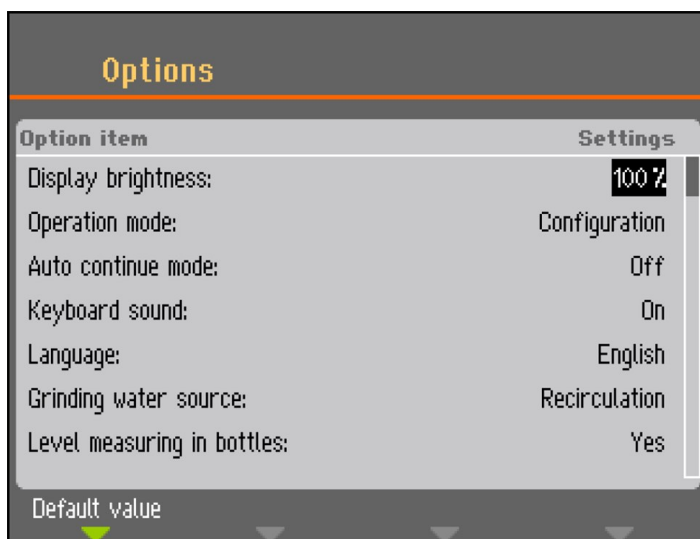 Options
Option item Settings
Display brightness: 100 %
Operation mode: Configuration
Auto continue mode: Off
Keyboard sound: On
Language: English
Grinding water source: Recirculation
Level measuring in bottles: Yes
Default value